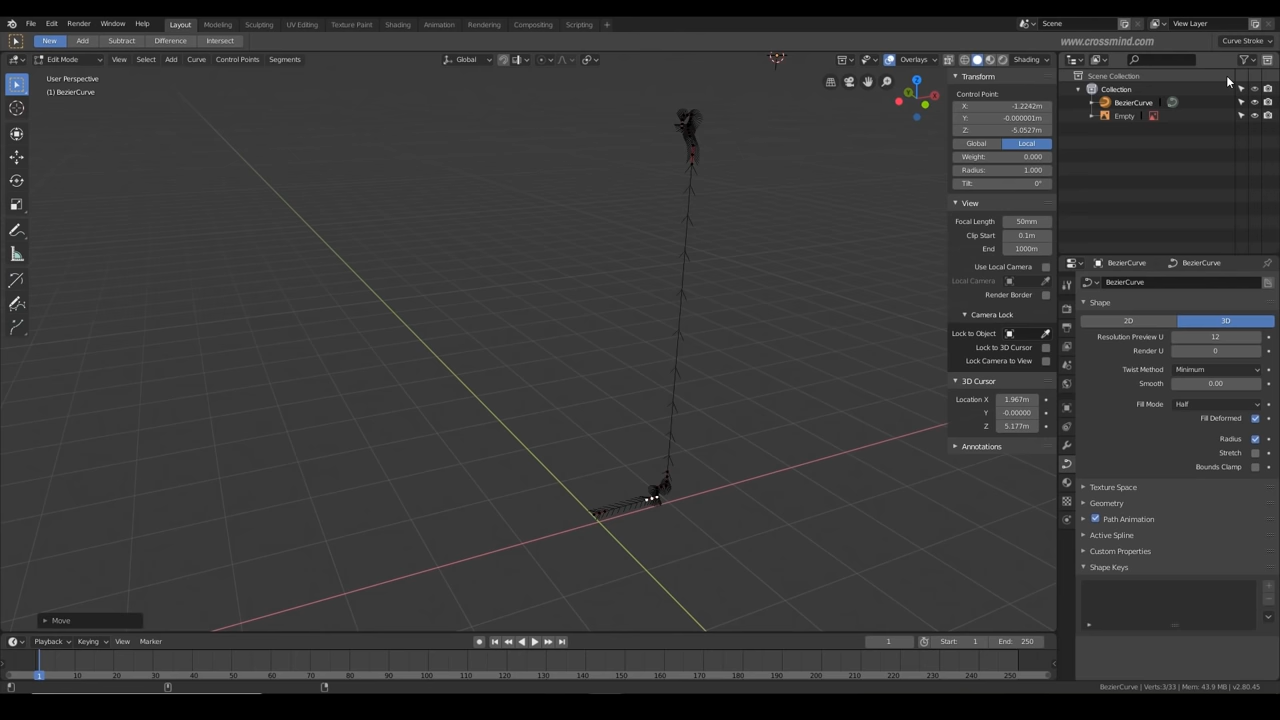 File Edit Render Window Help Layout Modeling Sculpting UV Editing Texture Paint Shading Animation Rendering Compositing Scripting + Scene View Layer
New Add Subtract Difference Intersect www.crossmind.com Curve Stroke
Edit Mode View Select Add Curve Control Points Segments Global Overlays Shading
User Perspective
(1) BezierCurve
Transform
Control Point:
X: -1.2242m
Y: -0.000001m
Z: -5.0527m
Global Local
Weight: 0.000
Radius: 1.000
Tilt: 0°
View
Focal Length 50mm
Clip Start 0.1m
End 1000m
Use Local Camera
Local Camera
Render Border
Camera Lock
Lock to Object
Lock to 3D Cursor
Lock Camera to View
3D Cursor
Location X 1.967m
Y -0.00000
Z 5.177m
Annotations
Scene Collection
Collection
BezierCurve
Empty
BezierCurve BezierCurve
BezierCurve
Shape
2D 3D
Resolution Preview U 12
Render U 0
Twist Method Minimum
Smooth 0.00
Fill Mode Half
Fill Deformed
Radius
Stretch
Bounds Clamp
Texture Space
Geometry
Path Animation
Active Spline
Custom Properties
Shape Keys
Move
Playback Keying View Marker 1 Start: 1 End: 250
1 10 20 30 40 50 60 70 80 90 100 110 120 130 140 150 160 170 180 190 200 210 220 230 240 250
BezierCurve | Verts:3/33 | Mem: 43.9 MB | v2.80.45